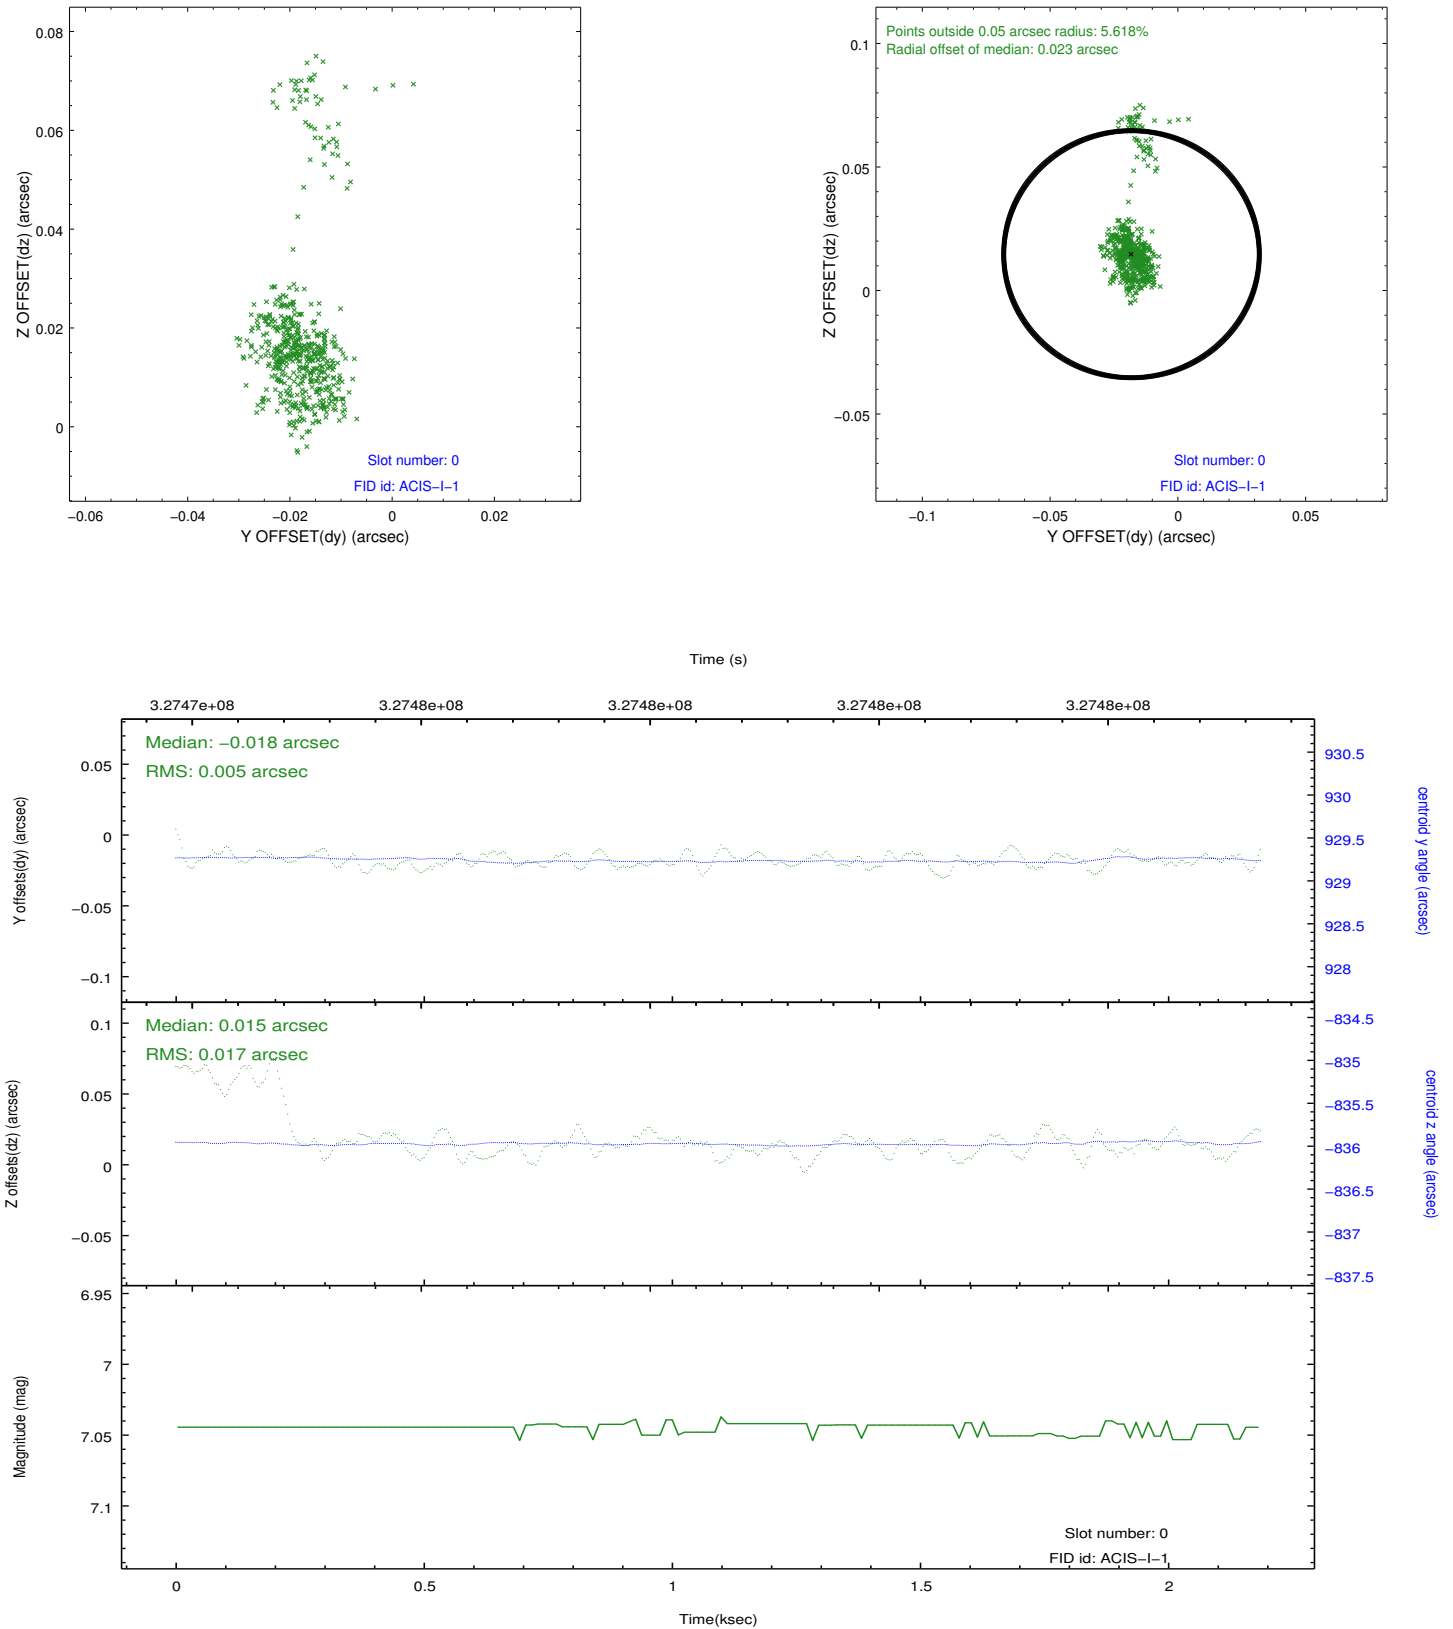 0.08
0.06
0.04
0.02
0
Z OFFSET(dz) (arcsec)
Slot number: 0
FID id: ACIS−I−1
−0.06
−0.04
−0.02
0
0.02
Y OFFSET(dy) (arcsec)
Points outside 0.05 arcsec radius: 5.618%
Radial offset of median: 0.023 arcsec
0.1
0.05
0
−0.05
Z OFFSET(dz) (arcsec)
Slot number: 0
FID id: ACIS−I−1
−0.1
−0.05
0
0.05
Y OFFSET(dy) (arcsec)
Time (s)
3.2747e+08
3.2748e+08
3.2748e+08
3.2748e+08
3.2748e+08
Median: −0.018 arcsec
RMS: 0.005 arcsec
0.05
0
−0.05
−0.1
Y offsets(dy) (arcsec)
930.5
930
929.5
929
928.5
928
centroid y angle (arcsec)
Median: 0.015 arcsec
RMS: 0.017 arcsec
0.1
0.05
0
−0.05
Z offsets(dz) (arcsec)
−834.5
−835
−835.5
−836
−836.5
−837
−837.5
centroid z angle (arcsec)
6.95
7
7.05
7.1
Magnitude (mag)
Slot number: 0
FID id: ACIS−I−1
0
0.5
1
1.5
2
Time(ksec)